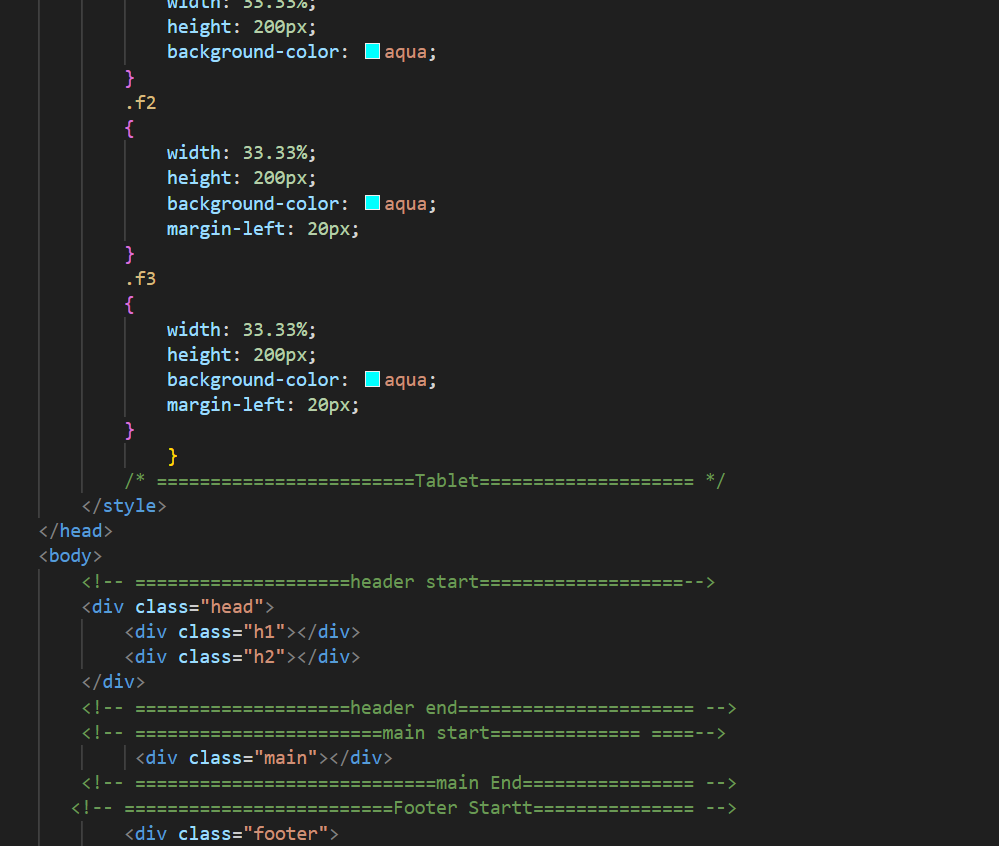 width: 33.33%;
height: 200px;
background-color: aqua;
}
.f2
{
width: 33.33%;
height: 200px;
background-color: aqua;
margin-left: 20px;
}
.f3
{
width: 33.33%;
height: 200px;
background-color: aqua;
margin-left: 20px;
}
}
/* ========================Tablet==================== */
</style>
</head>
<body>
<!-- ====================header start===================-->
<div class="head">
<div class="h1"></div>
<div class="h2"></div>
</div>
<!-- ====================header end====================== -->
<!-- =======================main start============== ====-->
<div class="main"></div>
<!-- ============================main End================ -->
<!-- =========================Footer Startt=============== -->
<div class="footer">